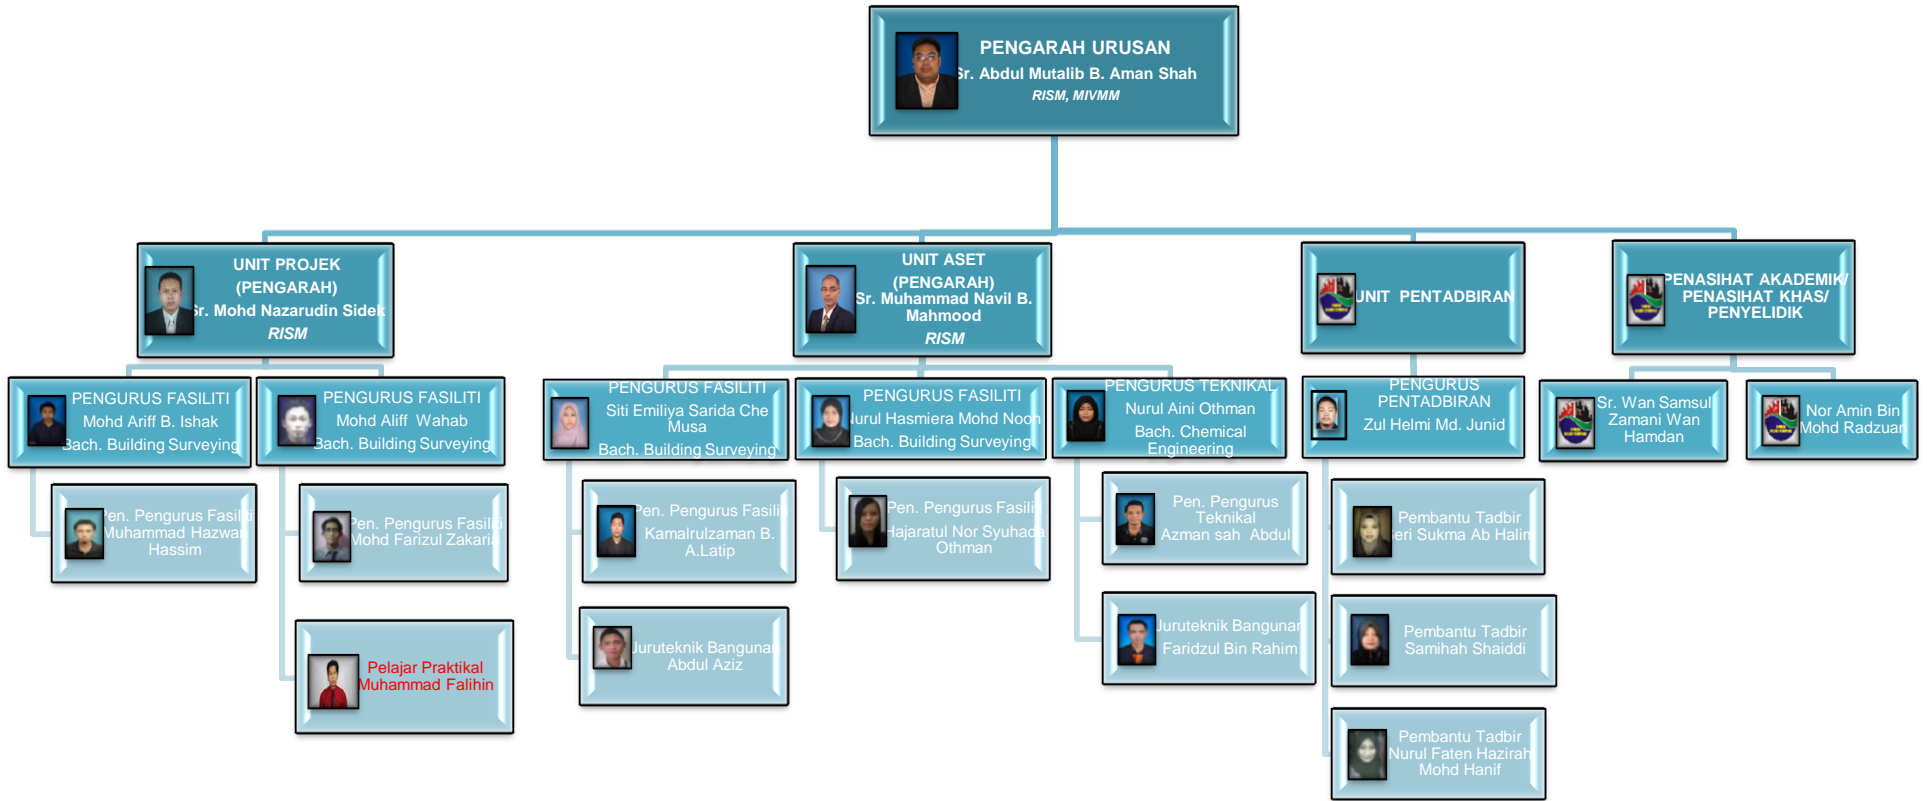 PENGARAH URUSAN
Sr. Abdul Mutalib B. Aman Shah
RISM, MIVMM
UNIT PROJEK
(PENGARAH)
Sr. Mohd Nazarudin Sidek
RISM
UNIT ASET
(PENGARAH)
Sr. Muhammad Navil B.
Mahmood
RISM
UNIT PENTADBIRAN
PENASIHAT AKADEMIK/
PENASIHAT KHAS/
PENYELIDIK
PENGURUS FASILITI
Mohd Ariff B. Ishak
Bach. Building Surveying
PENGURUS FASILITI
Mohd Aliff Wahab
Bach. Building Surveying
PENGURUS FASILITI
Siti Emiliya Sarida Che
Musa
Bach. Building Surveying
PENGURUS FASILITI
Nurul Hasmiera Mohd Noon
Bach. Building Surveying
PENGURUS TEKNIKAL
Nurul Aini Othman
Bach. Chemical
Engineering
PENGURUS
PENTADBIRAN
Zul Helmi Md. Junid
Sr. Wan Samsul
Zamani Wan
Hamdan
Nor Amin Bin
Mohd Radzuan
Pen. Pengurus Fasiliti
Muhammad Hazwan
Hassim
Pen. Pengurus Fasiliti
Mohd Farizul Zakaria
Pelajar Praktikal
Muhammad Falihin
Pen. Pengurus Fasiliti
Kamalrulzaman B.
A.Latip
Juruteknik Bangunan
Abdul Aziz
Pen. Pengurus Fasiliti
Hajaratul Nor Syuhada
Othman
Pen. Pengurus
Teknikal
Azman sah Abdul
Juruteknik Bangunan
Faridzul Bin Rahim
Pembantu Tadbir
Seri Sukma Ab Halim
Pembantu Tadbir
Samihah Shaiddi
Pembantu Tadbir
Nurul Faten Hazirah
Mohd Hanif